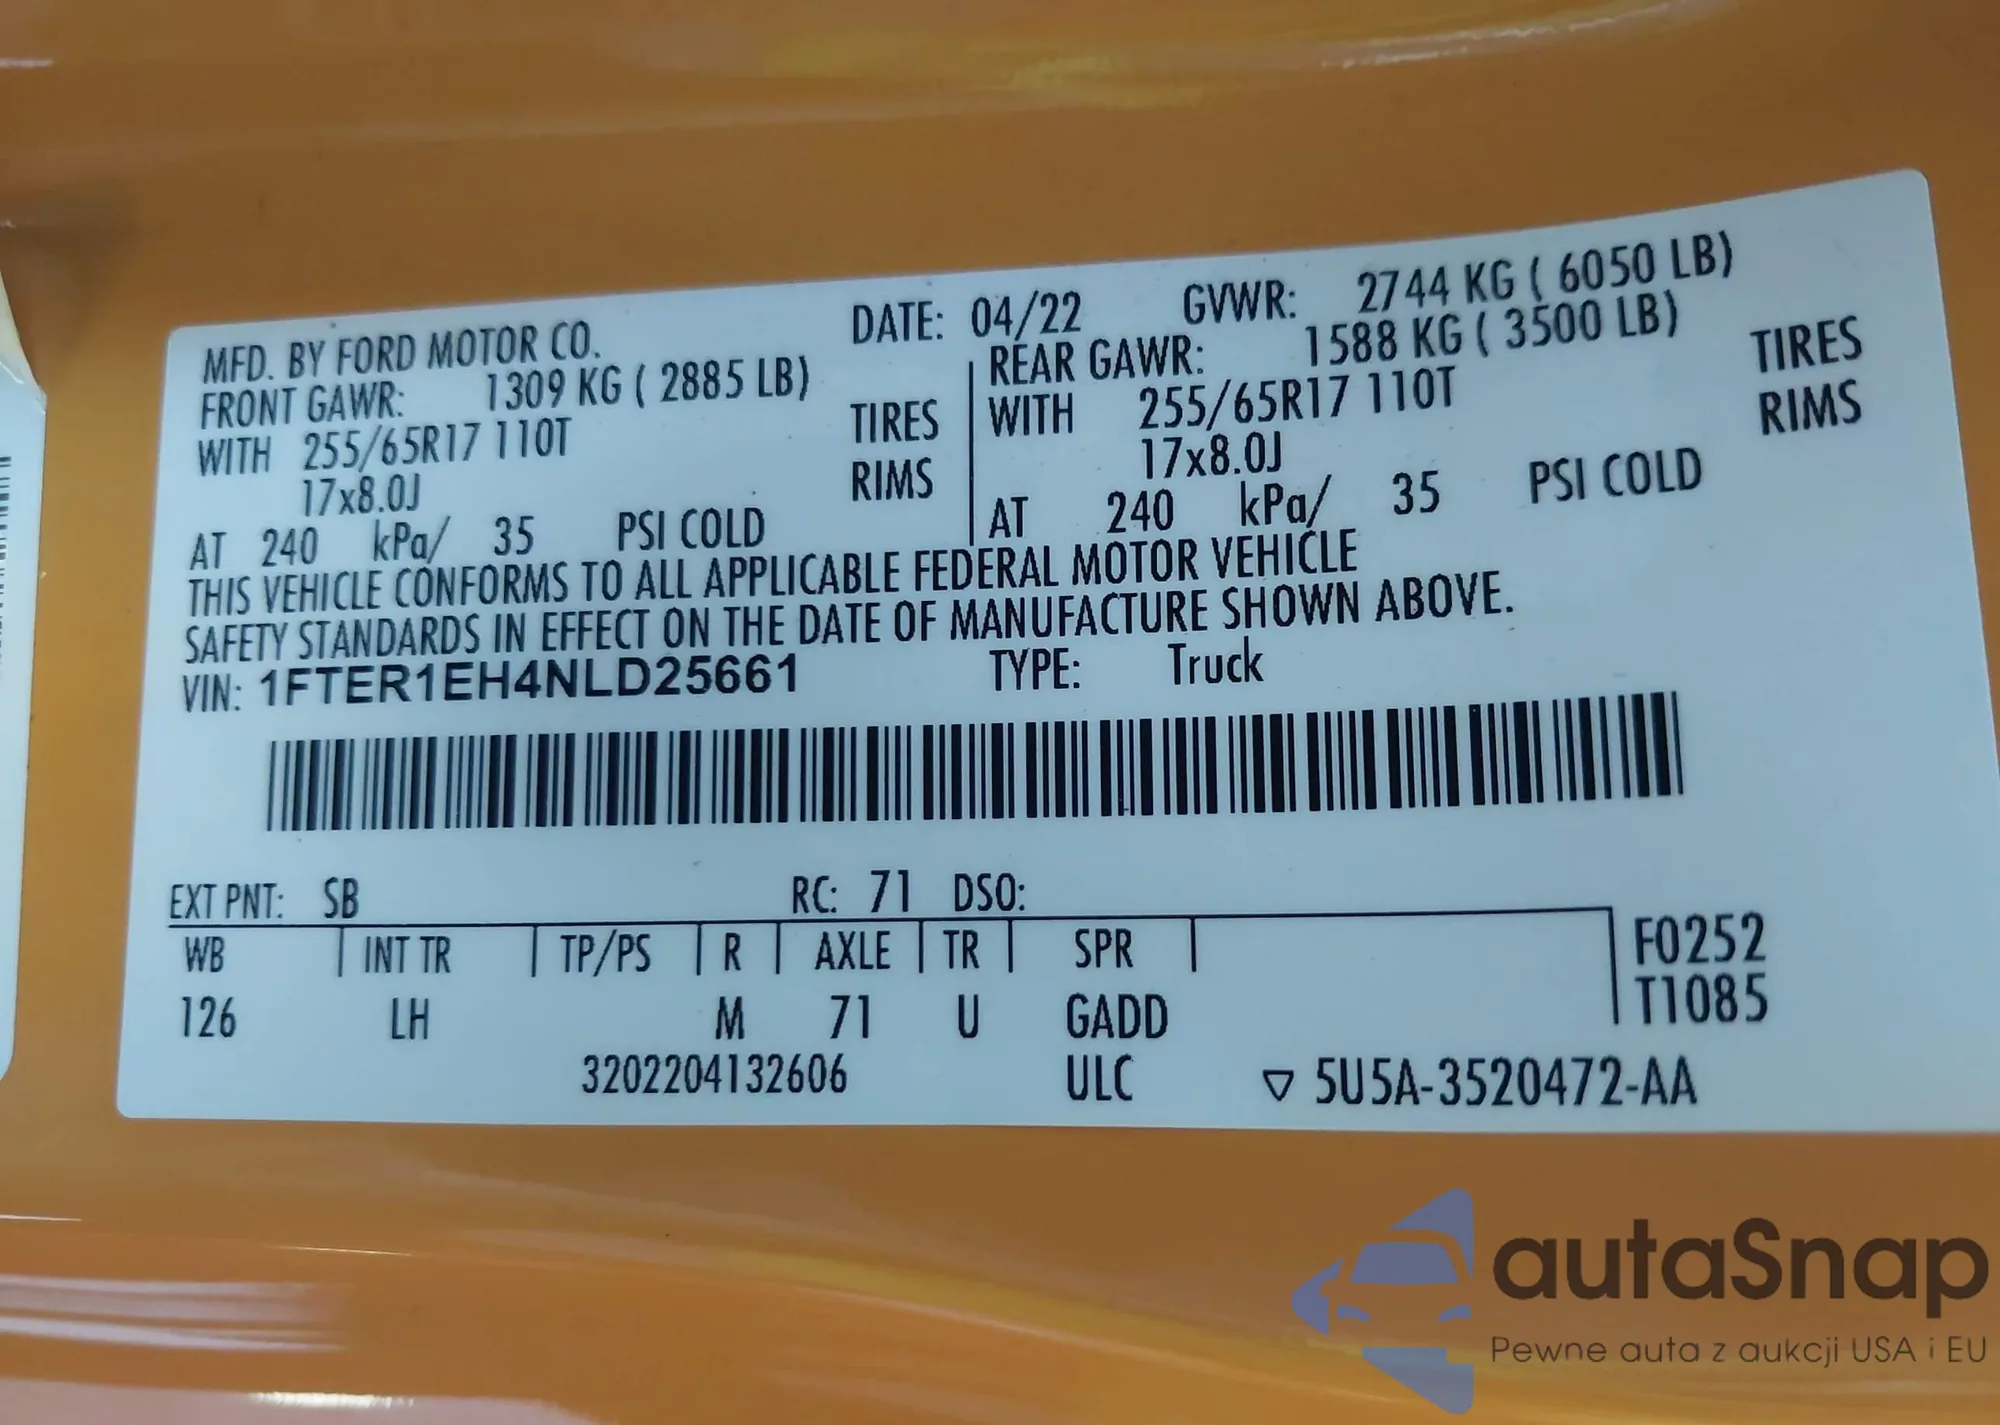 MFD. BY FORD MOTOR CO. DATE: 04/22 GVWR: 2744 KG ( 6050 LB)
FRONT GAWR: 1309 KG ( 2885 LB) REAR GAWR: 1588 KG ( 3500 LB)
WITH 255/65R17 110T TIRES WITH 255/65R17 110T TIRES
17x8.0J RIMS 17x8.0J RIMS
AT 240 kPa/ 35 PSI COLD AT 240 kPa/ 35 PSI COLD
THIS VEHICLE CONFORMS TO ALL APPLICABLE FEDERAL MOTOR VEHICLE
SAFETY STANDARDS IN EFFECT ON THE DATE OF MANUFACTURE SHOWN ABOVE.
VIN: 1FTER1EH4NLD25661 TYPE: Truck
EXT PNT: SB RC: 71 DSO:
WB INT TR TP/PS R AXLE TR SPR F0252
126 LH M 71 U GADD T1085
3202204132606 ULC ▽ 5U5A-3520472-AA
autaSnap
Pewne auta z aukcji USA i EU